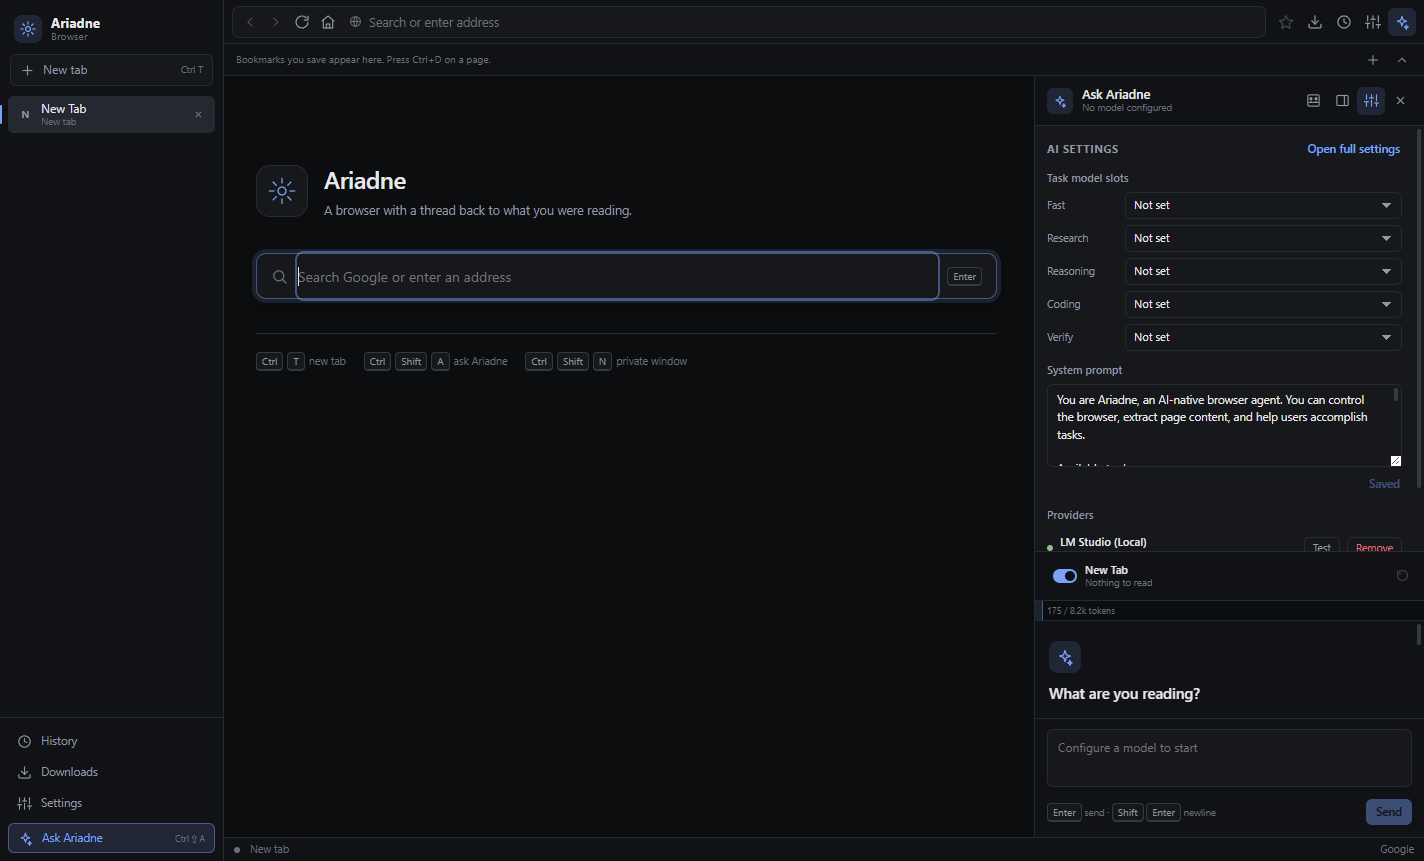 Ariadne
Browser
New tab Ctrl T
N New Tab
New tab
History
Downloads
Settings
Ask Ariadne Ctrl ⇧ A
Search or enter address
Bookmarks you save appear here. Press Ctrl+D on a page.
Ariadne
A browser with a thread back to what you were reading.
Search Google or enter an address Enter
Ctrl T new tab Ctrl Shift A ask Ariadne Ctrl Shift N private window
Ask Ariadne
No model configured
AI SETTINGS Open full settings
Task model slots
Fast Not set
Research Not set
Reasoning Not set
Coding Not set
Verify Not set
System prompt
You are Ariadne, an AI-native browser agent. You can control
the browser, extract page content, and help users accomplish
tasks.
Saved
Providers
LM Studio (Local) Test Remove
New Tab
Nothing to read
175 / 8.2k tokens
What are you reading?
Configure a model to start
Enter send · Shift Enter newline Send
New tab Google